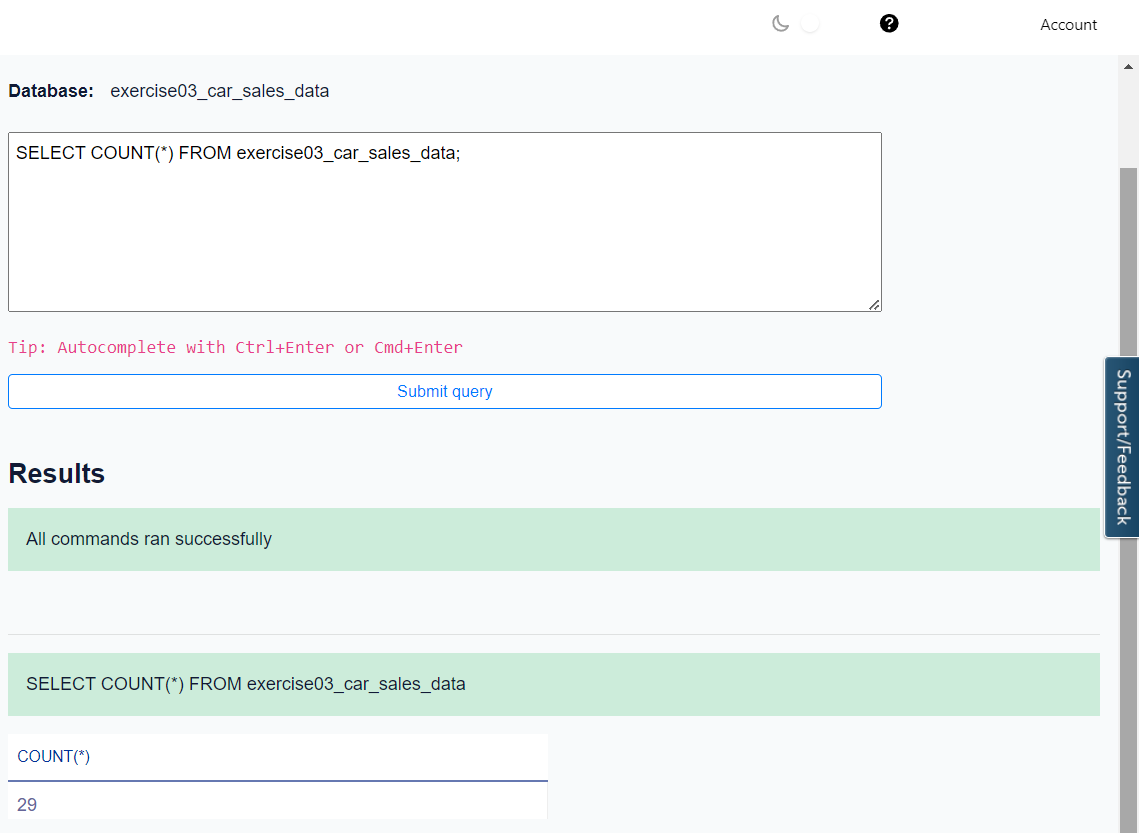 Account
Database: exercise03_car_sales_data
SELECT COUNT(*) FROM exercise03_car_sales_data;
Tip: Autocomplete with Ctrl+Enter or Cmd+Enter
Submit query
Support/Feedback
Results
All commands ran successfully
SELECT COUNT(*) FROM exercise03_car_sales_data
COUNT(*)
29